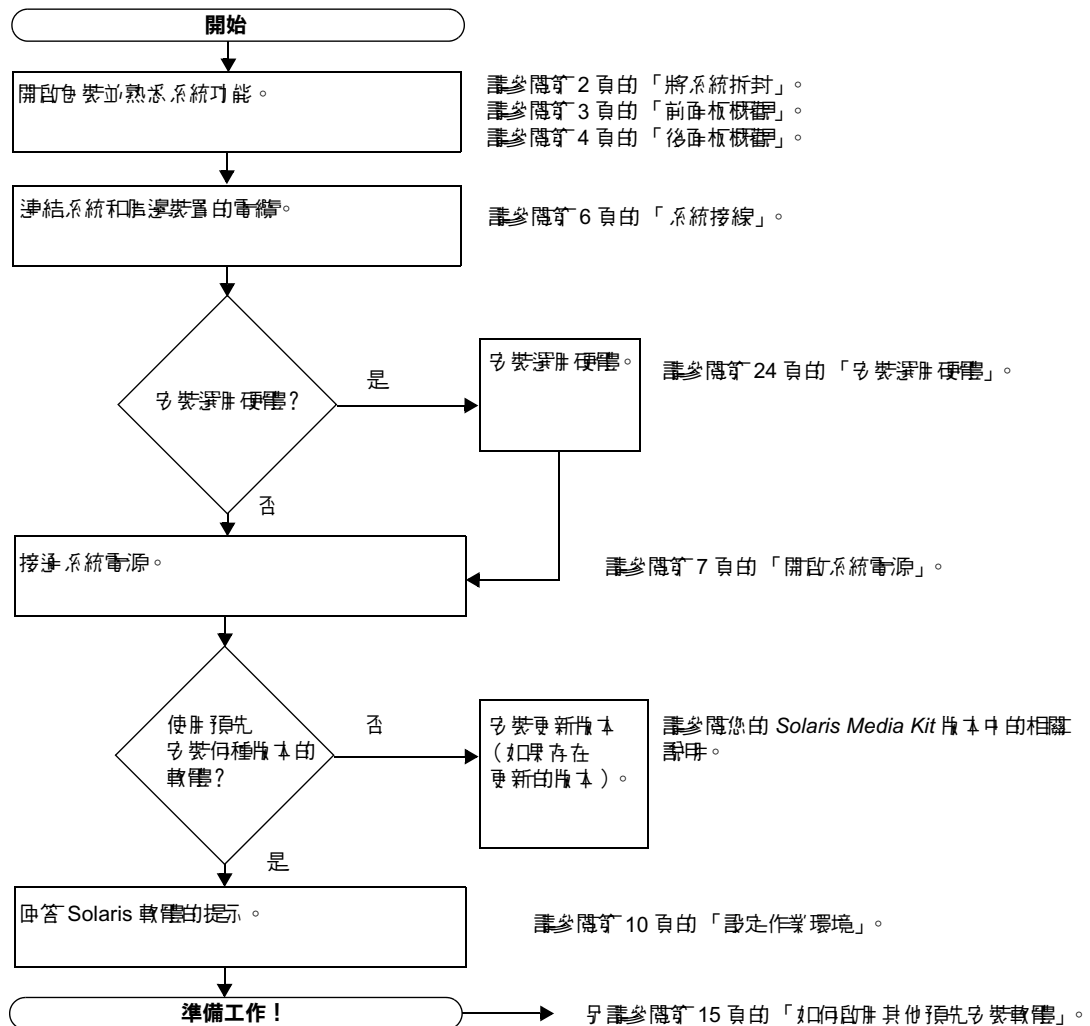 開始
開啟包裝並熟悉系統功能。
請參閱第 2 頁的「將系統拆封」。
請參閱第 3 頁的「前面板概觀」。
請參閱第 4 頁的「後面板概觀」。
連結系統和週邊裝置的電纜。
請參閱第 6 頁的「系統接線」。
安裝選用硬體?
是
安裝選用硬體。
請參閱第 24 頁的「安裝選用硬體」。
否
接通系統電源。
請參閱第 7 頁的「開啟系統電源」。
使用預先
安裝何種版本的
軟體?
否
安裝更新版本
(如果存在
更新的版本)。
請參閱您的 Solaris Media Kit 版本中的相關
說明。
是
回答 Solaris 軟體的提示。
請參閱第 10 頁的「設定作業環境」。
準備工作!
另請參閱第 15 頁的「如何啟用其他預先安裝軟體」。